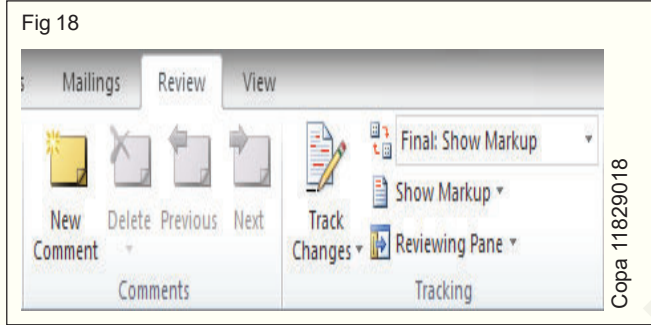 Fig 18
s Mailings Review View
New Comment
Delete
Previous
Next
Comments
Track Changes
Final: Show Markup
Show Markup
Reviewing Pane
Tracking
Copa 11829018